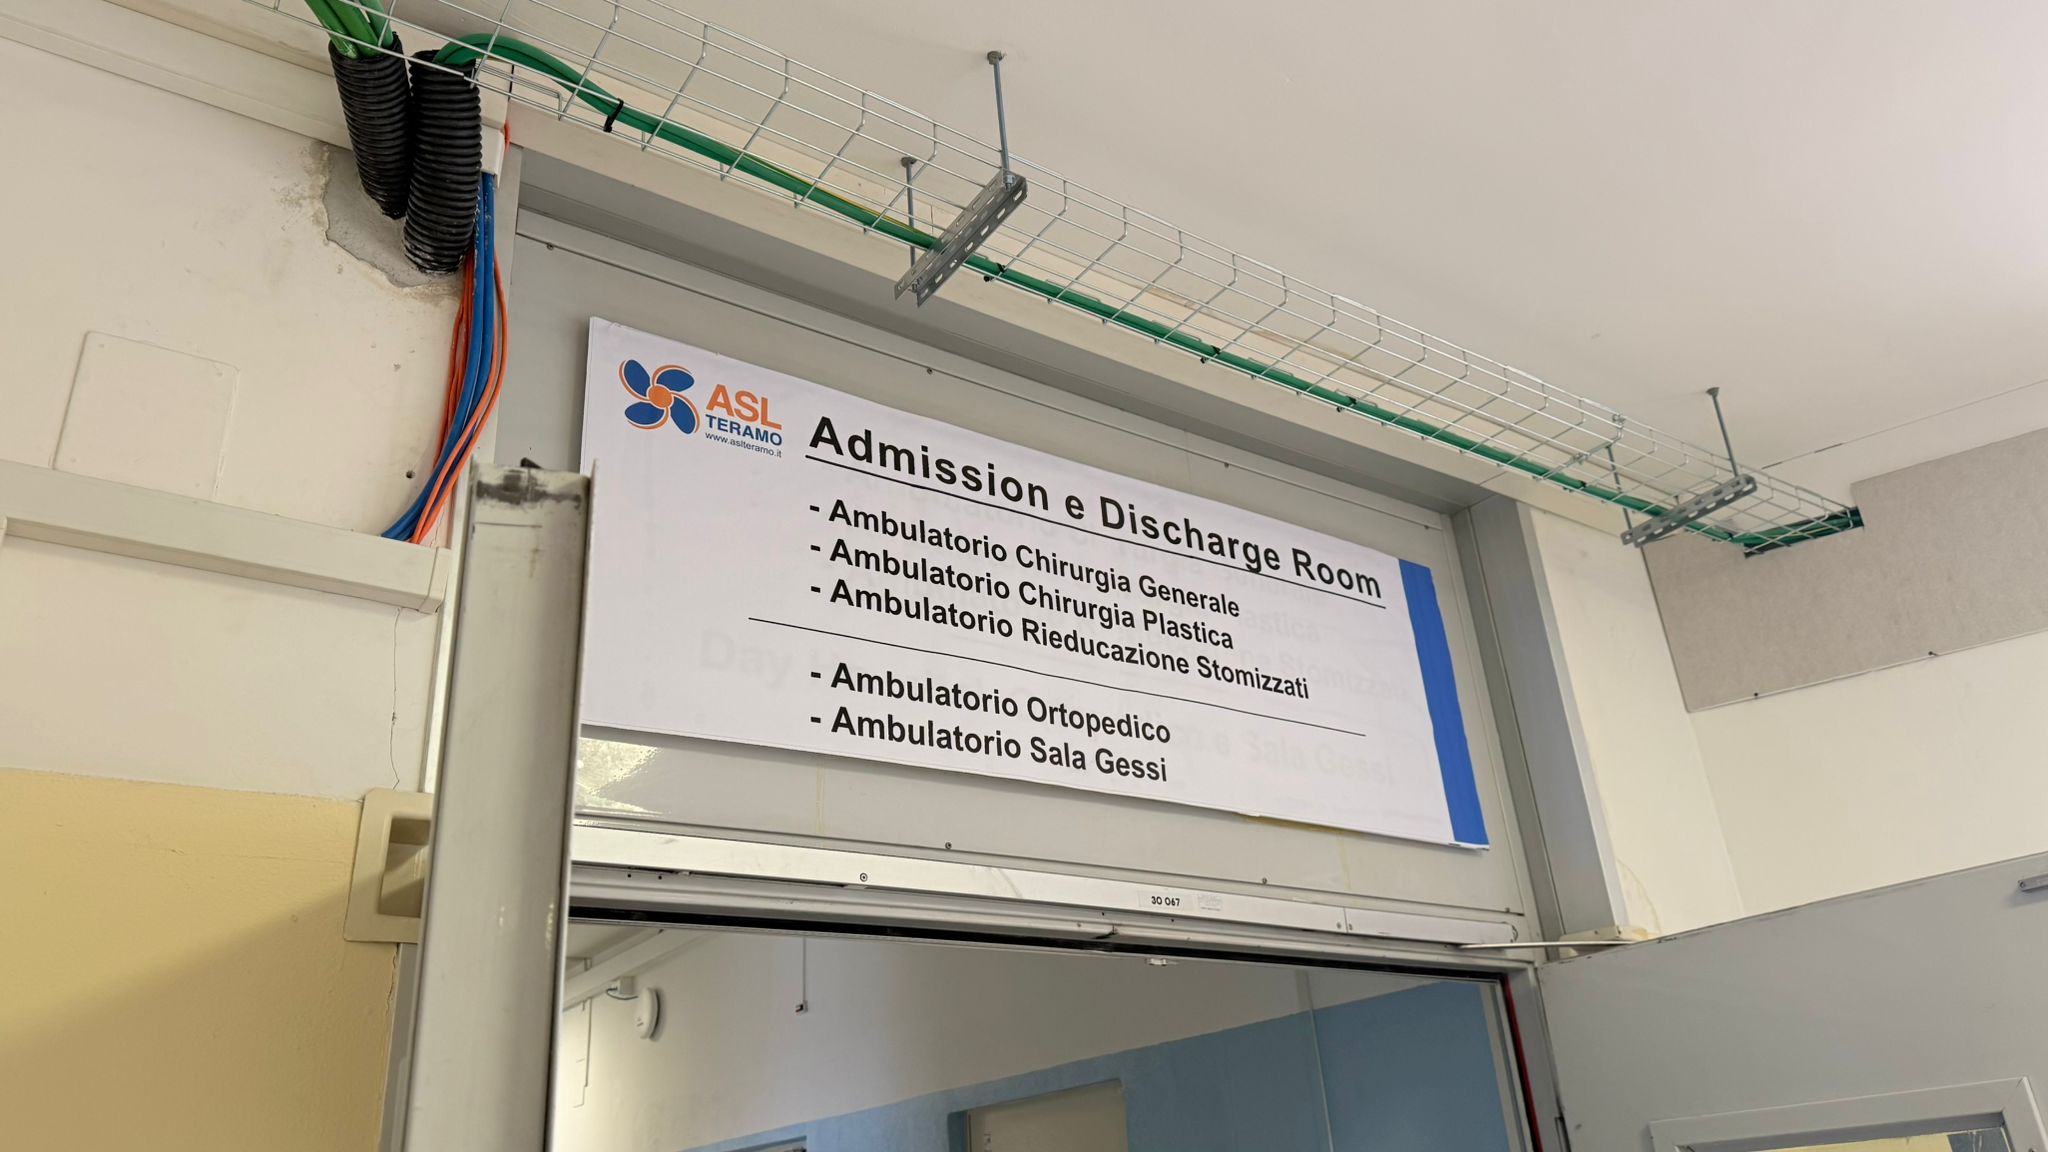 ASL
TERAMO
www.aslteramo.it
Admission e Discharge Room
- Ambulatorio Chirurgia Generale
- Ambulatorio Chirurgia Plastica
- Ambulatorio Rieducazione Stomizzati
- Ambulatorio Ortopedico
- Ambulatorio Sala Gessi
30 067